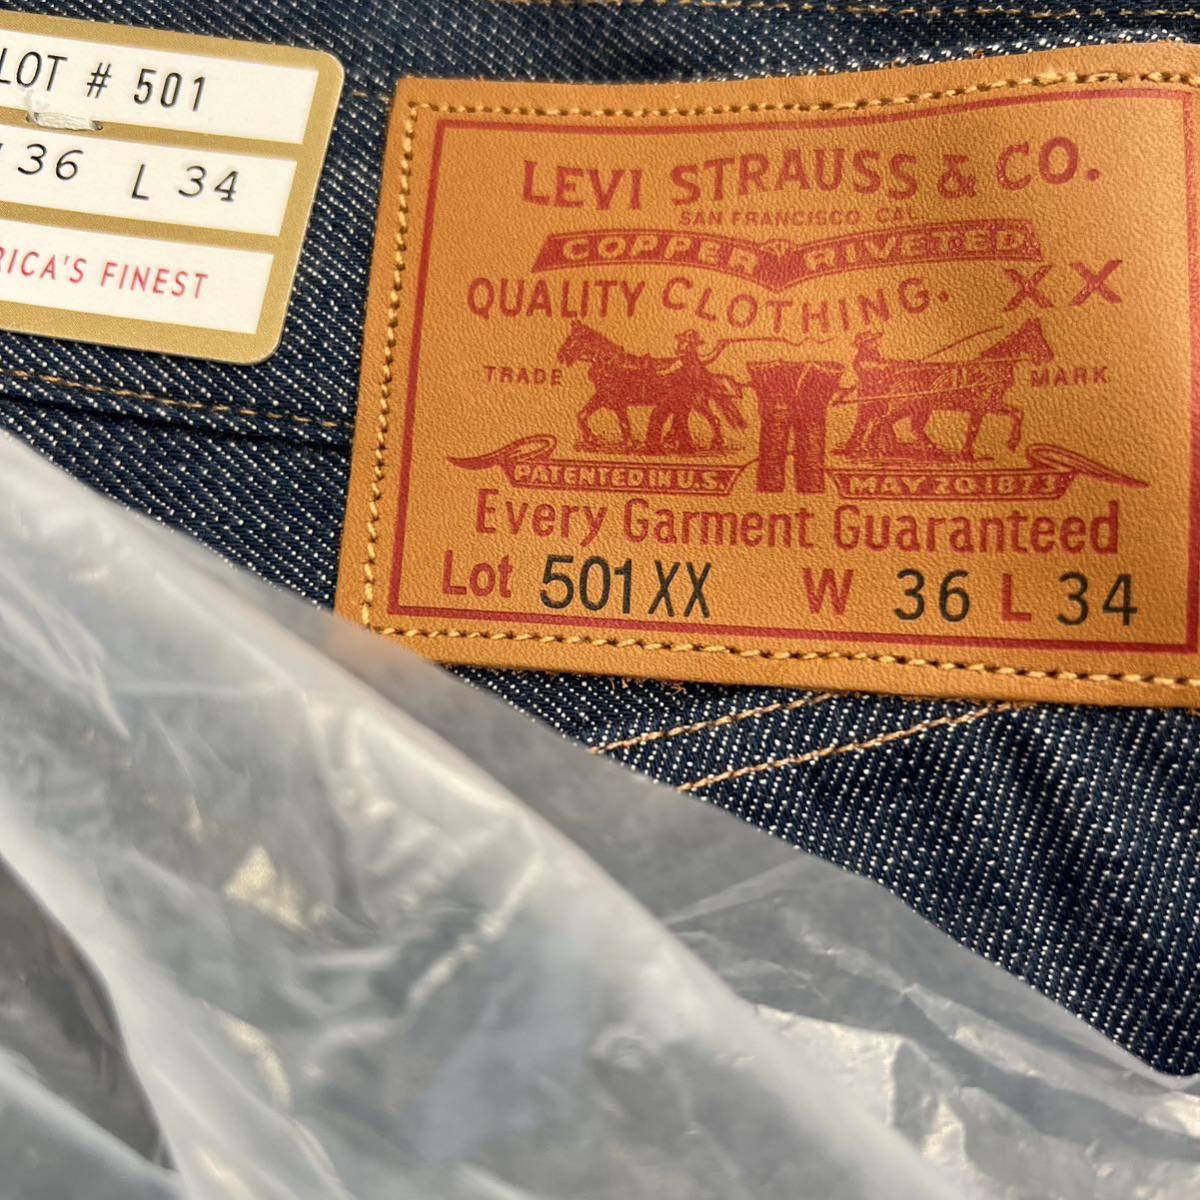 LOT # 501
36 L 34
RICA'S FINEST
LEVI STRAUSS & CO.
SAN FRANCISCO CAL.
COPPER RIVETED
QUALITY CLOTHING. XX
TRADE MARK
PATENTED IN U.S. MAY 20 1873
Every Garment Guaranteed
Lot 501XX W 36 L 34